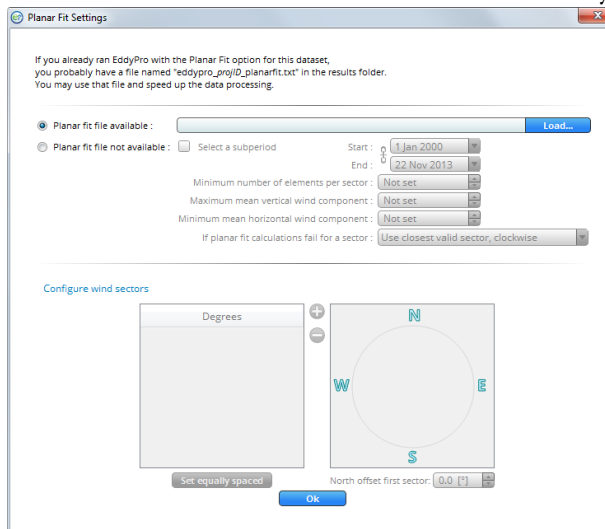 Planar Fit Settings
If you already ran EddyPro with the Planar Fit option for this dataset,
you probably have a file named "eddypro_projID_planarfit.txt" in the results folder.
You may use that file and speed up the data processing.
Planar fit file available : Load...
Planar fit file not available : Select a subperiod Start : 1 Jan 2000
End : 22 Nov 2013
Minimum number of elements per sector : Not set
Maximum mean vertical wind component : Not set
Minimum mean horizontal wind component : Not set
If planar fit calculations fail for a sector : Use closest valid sector, clockwise
Configure wind sectors
Degrees
N
W E
S
Set equally spaced North offset first sector: 0.0 [°]
Ok